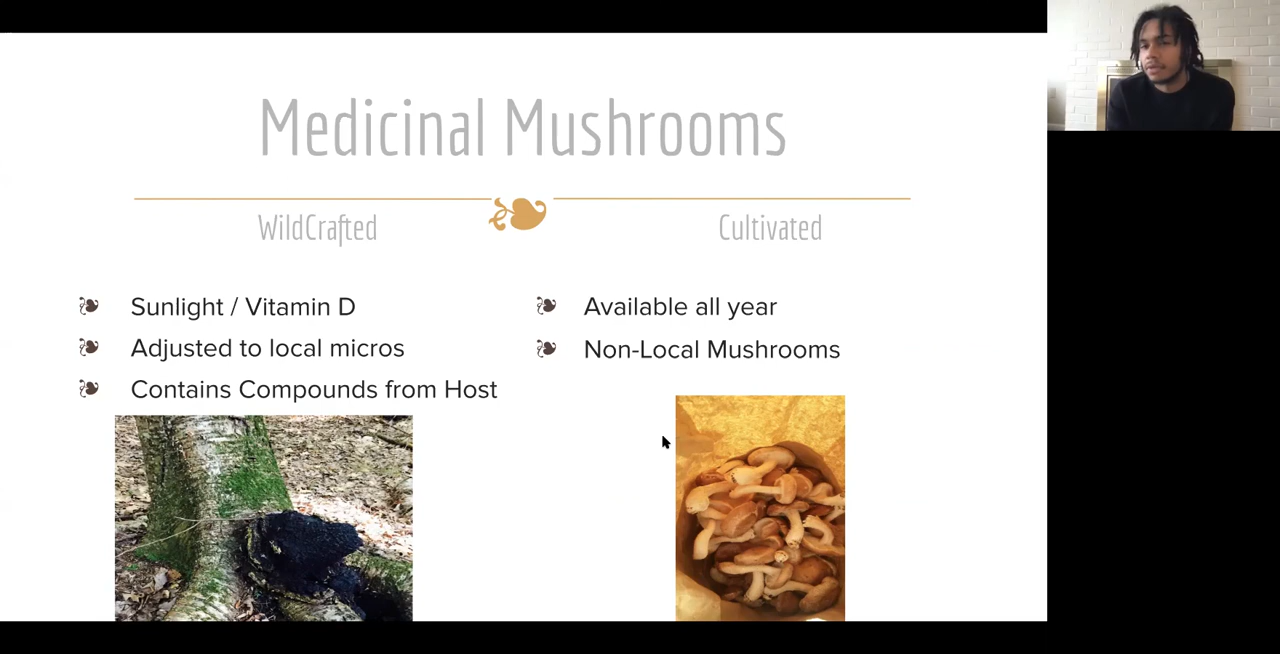 Medicinal Mushrooms
WildCrafted
Sunlight / Vitamin D
Adjusted to local micros
Contains Compounds from Host
Cultivated
Available all year
Non-Local Mushrooms